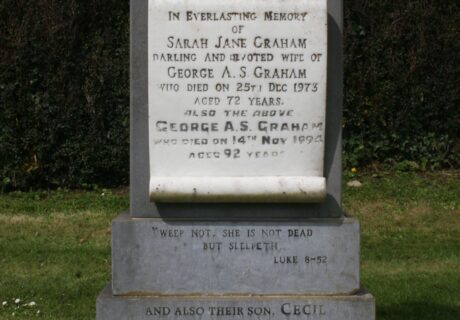 In Everlasting Memory
of
Sarah Jane Graham
darling and devoted wife of
George A. S Graham
who died on 25th Dec 1973
aged 72 years.
also the above
George A.S. Graham
who died on 14th Nov 1994
aged 92 years
"Weep not, she is not dead
but sleepeth
Luke 8-52
and also their son, Cecil